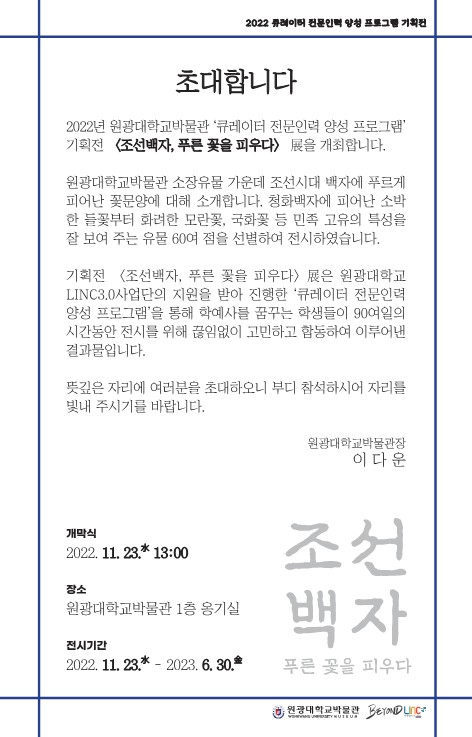 2022 큐레이터 전문인력 양성 프로그램 기획전
초대합니다
2022년 원광대학교박물관 ‘큐레이터 전문인력 양성 프로그램’
기획전 〈조선백자, 푸른 꽃을 피우다〉 展을 개최합니다.
원광대학교박물관 소장유물 가운데 조선시대 백자에 푸르게
피어난 꽃문양에 대해 소개합니다. 청화백자에 피어난 소박
한 들꽃부터 화려한 모란꽃, 국화꽃 등 민족 고유의 특성을
잘 보여 주는 유물 60여 점을 선별하여 전시하였습니다.
기획전 〈조선백자, 푸른 꽃을 피우다〉展은 원광대학교
LINC3.0사업단의 지원을 받아 진행한 ‘큐레이터 전문인력
양성 프로그램’을 통해 학예사를 꿈꾸는 학생들이 90여일의
시간동안 전시를 위해 끊임없이 고민하고 합동하여 이루어낸
결과물입니다.
뜻깊은 자리에 여러분을 초대하오니 부디 참석하시어 자리를
빛내 주시기를 바랍니다.
원광대학교박물관장
이 다 운
개막식
2022. 11. 23.水 13:00
장소
원광대학교박물관 1층 옹기실
전시기간
2022. 11. 23.水 - 2023. 6. 30.金
조선
백자
푸른 꽃을 피우다
원광대학교박물관
WONKWANG UNIVERSITY MUSEUM
BEYOND LINC